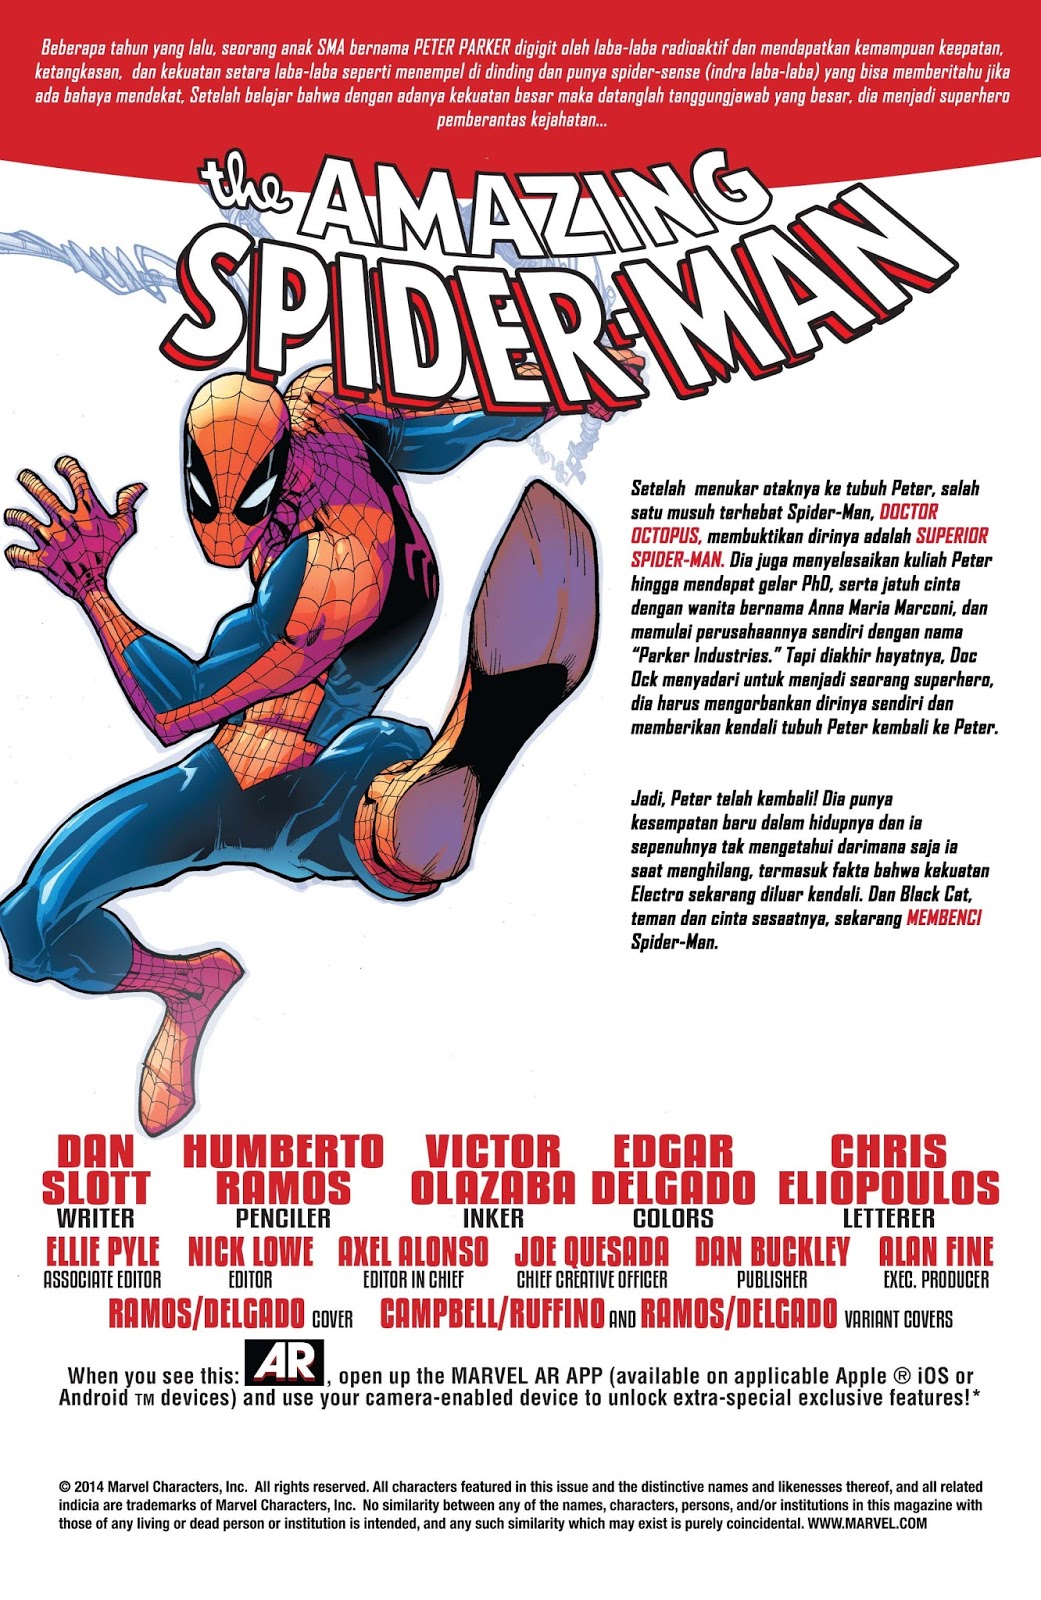 Beberapa tahun yang lalu, seorang anak SMA bernama PETER PARKER digigit oleh laba-laba radioaktif dan mendapatkan kemampuan keepatan,
ketangkasan, dan kekuatan setara laba-laba seperti menempel di dinding dan punya spider-sense (indra laba-laba) yang bisa memberitahu jika
ada bahaya mendekat, Setelah belajar bahwa dengan adanya kekuatan besar maka datanglah tanggungjawab yang besar, dia menjadi superhero
pemberantas kejahatan...
the AMAZING
SPIDER-MAN
Setelah menukar otaknya ke tubuh Peter, salah
satu musuh terhebat Spider-Man, DOCTOR
OCTOPUS, membuktikan dirinya adalah SUPERIOR
SPIDER-MAN. Dia juga menyelesaikan kuliah Peter
hingga mendapat gelar PhD, serta jatuh cinta
dengan wanita bernama Anna Maria Marconi, dan
memulai perusahaannya sendiri dengan nama
“Parker Industries.” Tapi diakhir hayatnya, Doc
Ock menyadari untuk menjadi seorang superhero,
dia harus mengorbankan dirinya sendiri dan
memberikan kendali tubuh Peter kembali ke Peter.
Jadi, Peter telah kembali! Dia punya
kesempatan baru dalam hidupnya dan ia
sepenuhnya tak mengetahui darimana saja ia
saat menghilang, termasuk fakta bahwa kekuatan
Electro sekarang diluar kendali. Dan Black Cat,
teman dan cinta sesaatnya, sekarang MEMBENCI
Spider-Man.
DAN HUMBERTO VICTOR EDGAR CHRIS
SLOTT RAMOS OLAZABA DELGADO ELIOPOULOS
WRITER PENCILER INKER COLORS LETTERER
ELLIE PYLE NICK LOWE AXEL ALONSO JOE QUESADA DAN BUCKLEY ALAN FINE
ASSOCIATE EDITOR EDITOR EDITOR IN CHIEF CHIEF CREATIVE OFFICER PUBLISHER EXEC. PRODUCER
RAMOS/DELGADO COVER CAMPBELL/RUFFINO AND RAMOS/DELGADO VARIANT COVERS
When you see this: AR, open up the MARVEL AR APP (available on applicable Apple ® iOS or
Android TM devices) and use your camera-enabled device to unlock extra-special exclusive features!*
© 2014 Marvel Characters, Inc. All rights reserved. All characters featured in this issue and the distinctive names and likenesses thereof, and all related
indicia are trademarks of Marvel Characters, Inc. No similarity between any of the names, characters, persons, and/or institutions in this magazine with
those of any living or dead person or institution is intended, and any such similarity which may exist is purely coincidental. WWW.MARVEL.COM